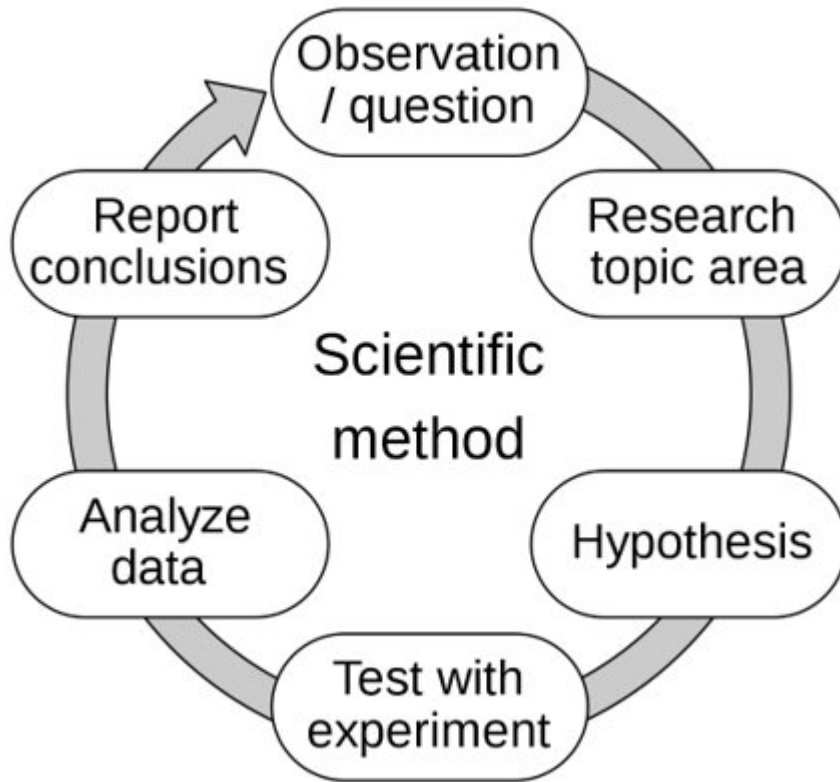 Observation
/ question
Research
topic area
Hypothesis
Test with
experiment
Analyze
data
Report
conclusions
Scientific
method